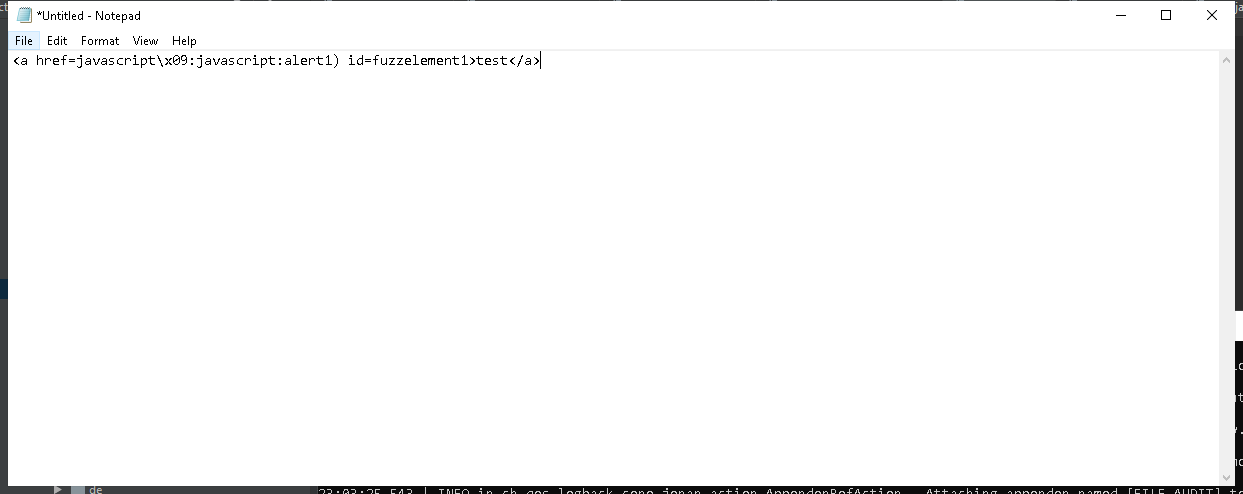 *Untitled - Notepad
File Edit Format View Help
<a href=javascript\x09:javascript:alert1) id=fuzzelement1>test</a>
de
23:03:25,543 | INFO in ch.qos.logback.core.joran.action.AppenderRefAction - Attaching appender named [FILE_AUDIT] t